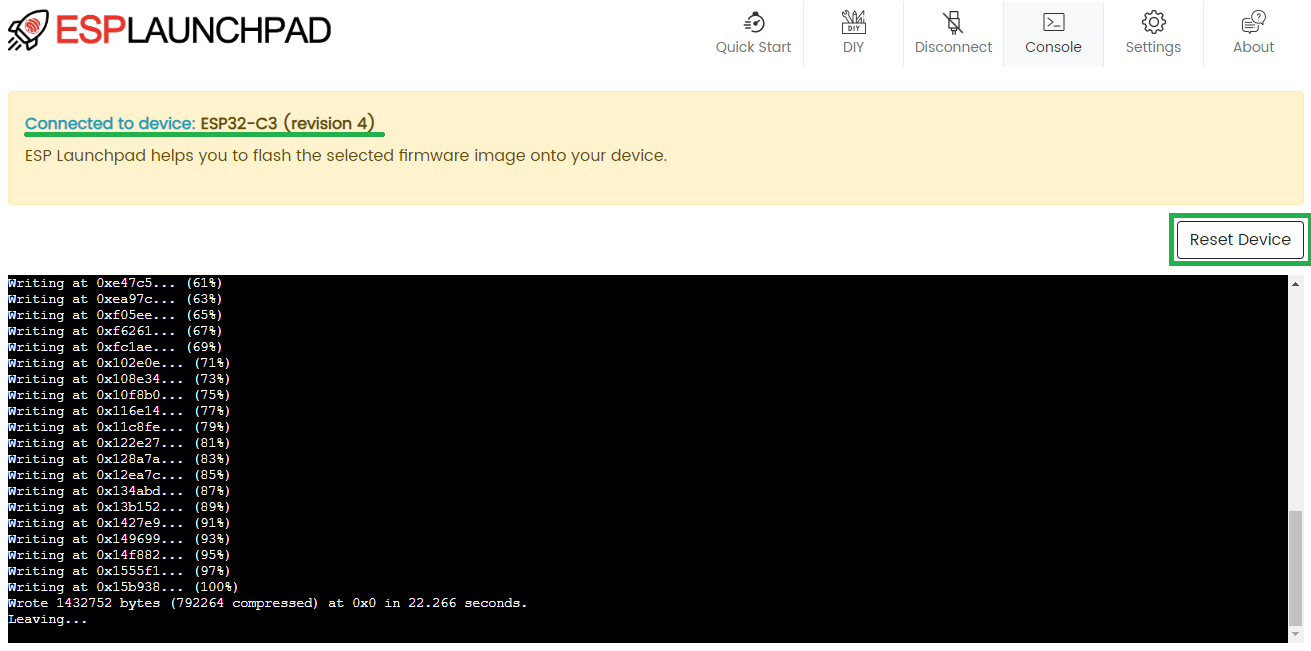 ESPLAUNCHPAD
Quick Start
DIY
DIY
Disconnect
Console
Settings
About
Connected to device: ESP32-C3 (revision 4)
ESP Launchpad helps you to flash the selected firmware image onto your device.
Reset Device
Writing at 0xe47c5... (61%)
Writing at 0xea97c... (63%)
Writing at 0xf05ee... (65%)
Writing at 0xf6261... (67%)
Writing at 0xfc1ae... (69%)
Writing at 0x102e0e... (71%)
Writing at 0x108e34... (73%)
Writing at 0x10f8b0... (75%)
Writing at 0x116e14... (77%)
Writing at 0x11c8fe... (79%)
Writing at 0x122e27... (81%)
Writing at 0x128a7a... (83%)
Writing at 0x12ea7c... (85%)
Writing at 0x134abd... (87%)
Writing at 0x13b152... (89%)
Writing at 0x1427e9... (91%)
Writing at 0x149699... (93%)
Writing at 0x14f882... (95%)
Writing at 0x1555f1... (97%)
Writing at 0x15b938... (100%)
Wrote 1432752 bytes (792264 compressed) at 0x0 in 22.266 seconds.
Leaving...